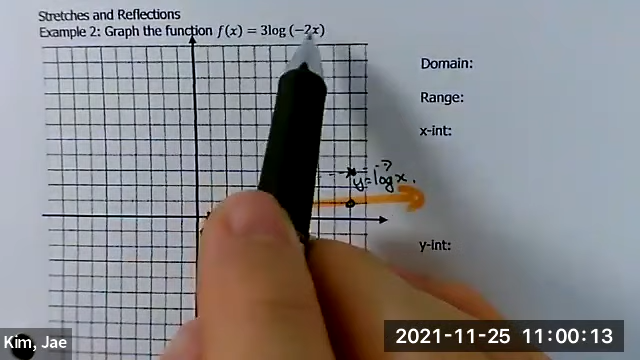 Stretches and Reflections
Example 2: Graph the function f(x) = 3log (−2x)
Domain:
Range:
x-int:
y=log x.
y-int:
Kim, Jae
2021-11-25 11:00:13